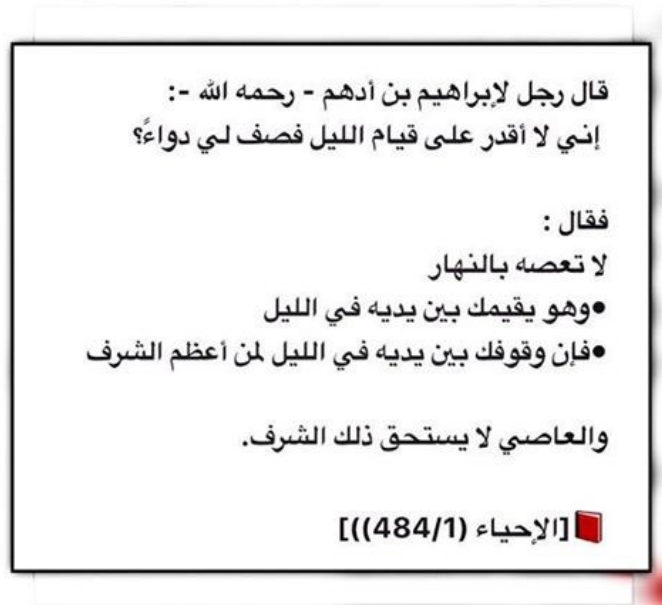 قال رجل لإبراهيم بن أدهم - رحمه الله -:
إني لا أقدر على قيام الليل فصف لي دواءً؟
فقال :
لا تعصه بالنهار
●وهو يقيمك بين يديه في الليل
●فإن وقوفك بين يديه في الليل لمن أعظم الشرف
والعاصي لا يستحق ذلك الشرف.
📕[الإحياء (484/1))]